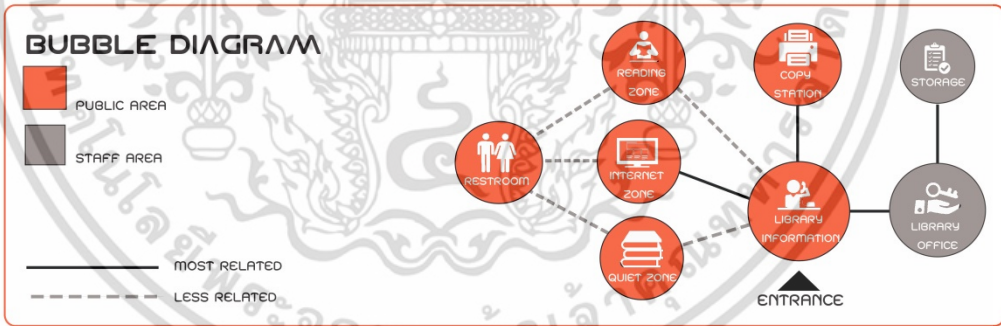 BUBBLE DIAGRAM
PUBLIC AREA
STAFF AREA
MOST RELATED
LESS RELATED
RESTROOM
READING
ZONE
INTERNET
ZONE
QUIET ZONE
COPY
STATION
LIBRARY
INFORMATION
ENTRANCE
STORAGE
LIBRARY
OFFICE